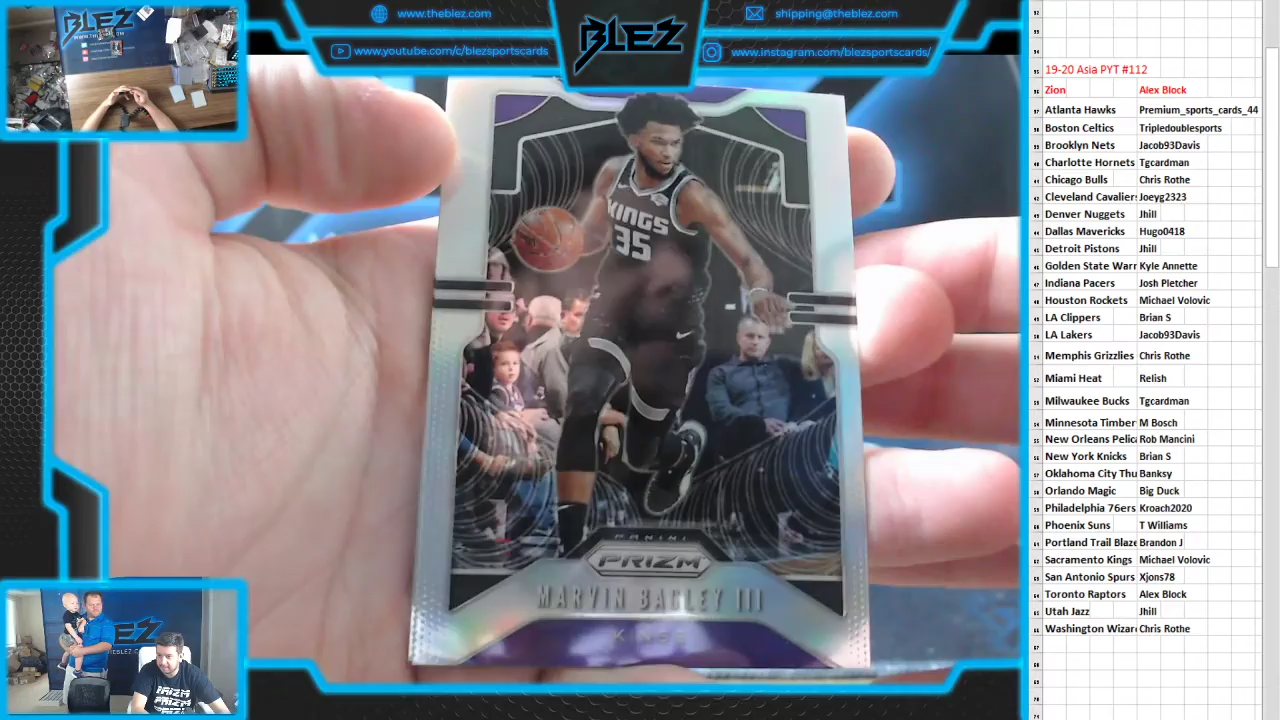 BLEZ
www.theblez.com
www.youtube.com/c/blezsportscards
BLEZ
shipping@theblez.com
www.instagram.com/blezsportscards/
KINGS
35
PANINI
PRIZM
MARVIN BAGLEY III
KINGS
PRIZM
PRIZM
PRIZM
19-20 Asia PYT #112
Zion Alex Block
Atlanta Hawks Premium_sports_cards_44
Boston Celtics Tripledoublesports
Brooklyn Nets Jacob93Davis
Charlotte Hornets Tgcardman
Chicago Bulls Chris Rothe
Cleveland Cavaliers Joeyg2323
Denver Nuggets Jhill
Dallas Mavericks Hugo0418
Detroit Pistons Jhill
Golden State Warr Kyle Annette
Indiana Pacers Josh Pletcher
Houston Rockets Michael Volovic
LA Clippers Brian S
LA Lakers Jacob93Davis
Memphis Grizzlies Chris Rothe
Miami Heat Relish
Milwaukee Bucks Tgcardman
Minnesota Timber M Bosch
New Orleans Pelic Rob Mancini
New York Knicks Brian S
Oklahoma City Thu Banksy
Orlando Magic Big Duck
Philadelphia 76ers Kroach2020
Phoenix Suns T Williams
Portland Trail Blaze Brandon J
Sacramento Kings Michael Volovic
San Antonio Spurs Xjons78
Toronto Raptors Alex Block
Utah Jazz Jhill
Washington Wizar Chris Rothe